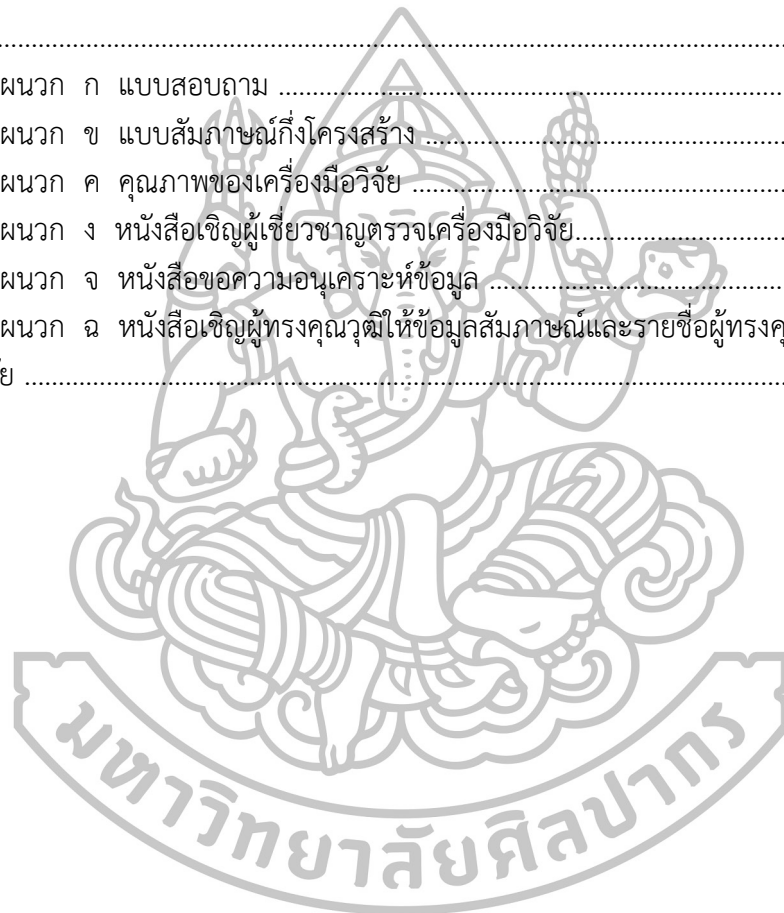 ..........................................................................................................
ผนวก ก แบบสอบถาม ....................................................................
ผนวก ข แบบสัมภาษณ์กึ่งโครงสร้าง ................................................
ผนวก ค คุณภาพของเครื่องมือวิจัย ..................................................
ผนวก ง หนังสือเชิญผู้เชี่ยวชาญตรวจเครื่องมือวิจัย............................
ผนวก จ หนังสือขอความอนุเคราะห์ข้อมูล ........................................
ผนวก ฉ หนังสือเชิญผู้ทรงคุณวุฒิให้ข้อมูลสัมภาษณ์และรายชื่อผู้ทรงคุ
ย ......................................................................................................
มหาวิทยาลัยศิลปากร